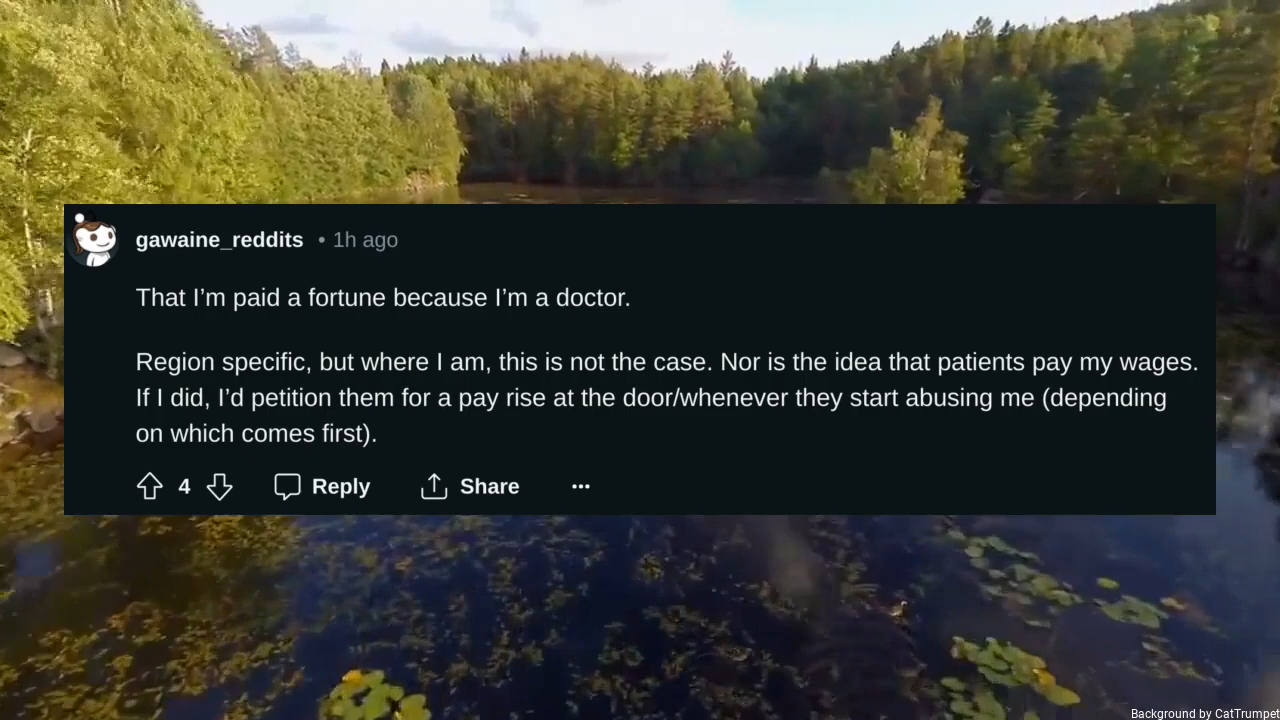 gawaine_reddits • 1h ago
That I’m paid a fortune because I’m a doctor.
Region specific, but where I am, this is not the case. Nor is the idea that patients pay my wages.
If I did, I’d petition them for a pay rise at the door/whenever they start abusing me (depending
on which comes first).
4 Reply Share ···
Background by CatTrumpet